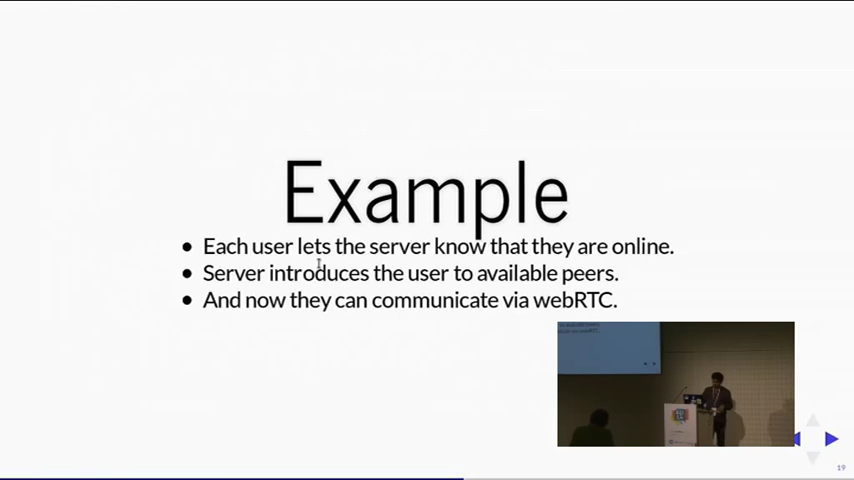 Example
Each user lets the server know that they are online.
Server introduces the user to available peers.
And now they can communicate via webRTC.
19